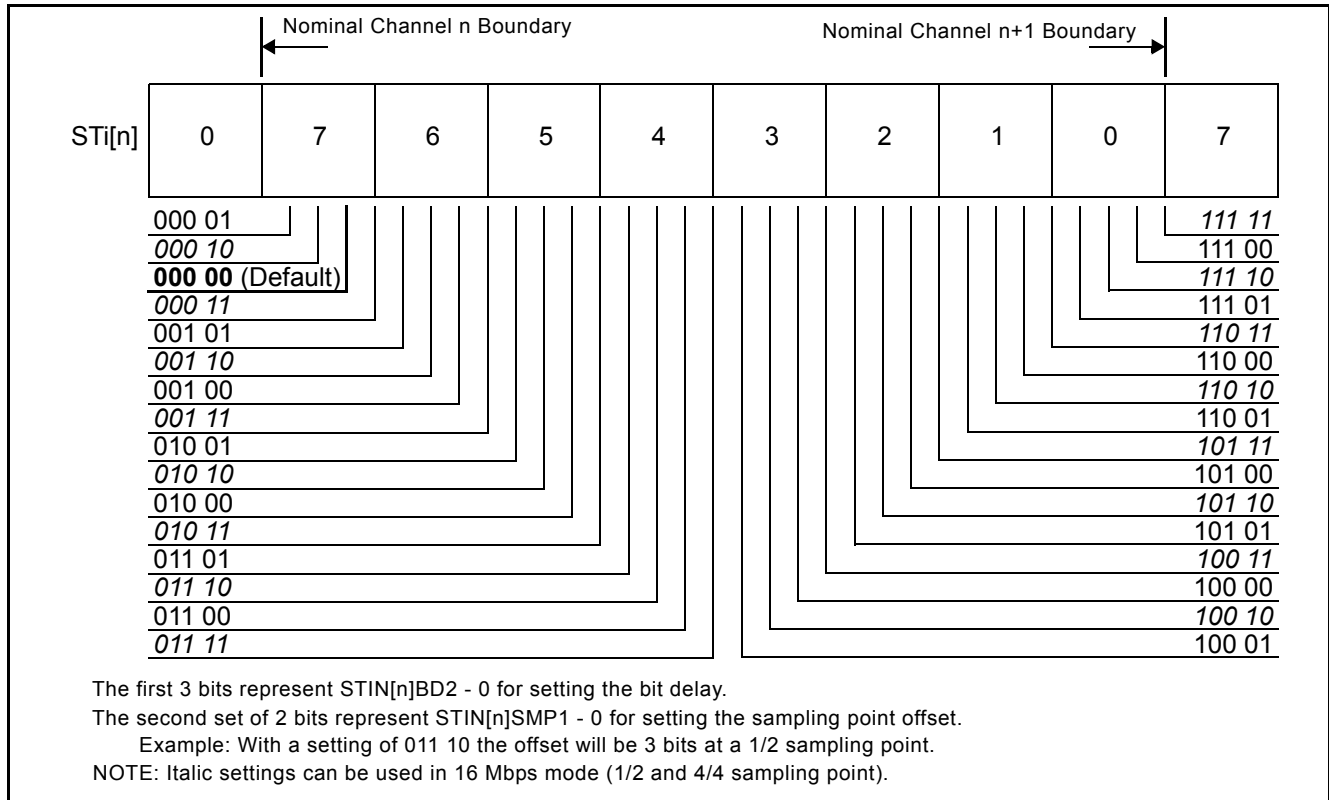 Nominal Channel n Boundary
Nominal Channel n+1 Boundary
STi[n] 0 7 6 5 4 3 2 1 0 7
000 01 111 11
000 10 111 00
000 00 (Default) 111 10
000 11 111 01
001 01 110 11
001 10 110 00
001 00 110 10
001 11 110 01
010 01 101 11
010 10 101 00
010 00 101 10
010 11 101 01
011 01 100 11
011 10 100 00
011 00 100 10
011 11 100 01
The first 3 bits represent STIN[n]BD2 - 0 for setting the bit delay.
The second set of 2 bits represent STIN[n]SMP1 - 0 for setting the sampling point offset.
Example: With a setting of 011 10 the offset will be 3 bits at a 1/2 sampling point.
NOTE: Italic settings can be used in 16 Mbps mode (1/2 and 4/4 sampling point).